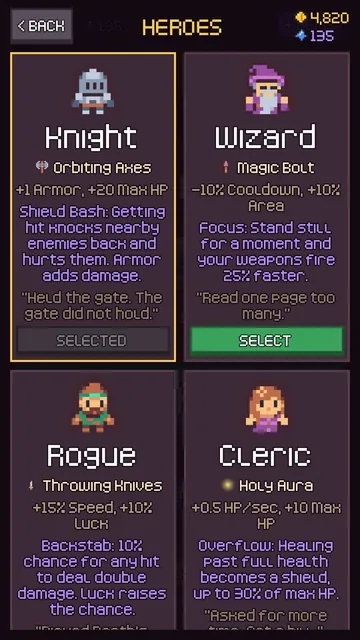 < BACK
HEROES
4,820
135
Knight
Orbiting Axes
+1 Armor, +20 Max HP
Shield Bash: Getting
hit knocks nearby
enemies back and
hurts them. Armor
adds damage.
"Held the gate. The
gate did not hold."
SELECTED
Wizard
Magic Bolt
-10% Cooldown, +10%
Area
Focus: Stand still
for a moment and
your weapons fire
25% faster.
"Read one page too
many."
SELECT
Rogue
Throwing Knives
+15% Speed, +10%
Luck
Backstab: 10%
chance for any hit
to deal double
damage. Luck raises
the chance.
Cleric
Holy Aura
+0.5 HP/sec, +10 Max
HP
Overflow: Healing
past full health
becomes a shield,
up to 30% of max HP.
"Asked for more